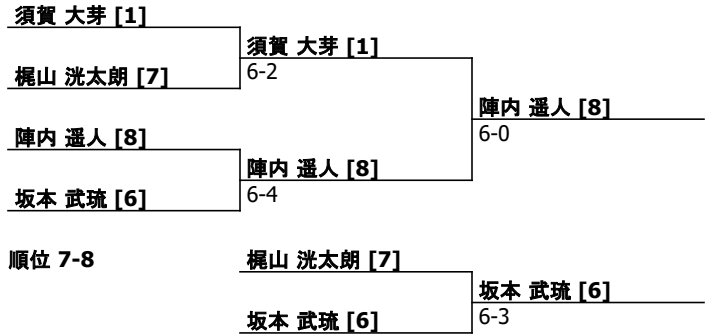 須賀 大芽 [1]
須賀 大芽 [1]
梶山 洸太朗 [7]
6-2
陣内 遥人 [8]
陣内 遥人 [8]
6-0
陣内 遥人 [8]
坂本 武琉 [6]
6-4
順位 7-8
梶山 洸太朗 [7]
坂本 武琉 [6]
坂本 武琉 [6]
6-3